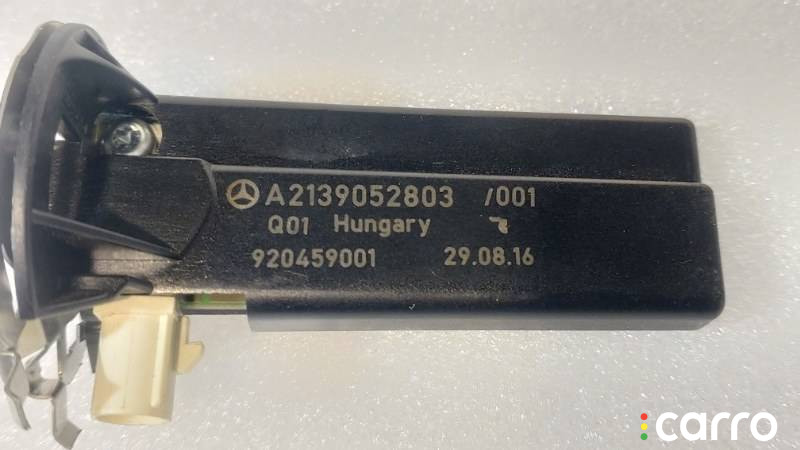 A2139052803 /001
Q01 Hungary
920459001 29.08.16
carro